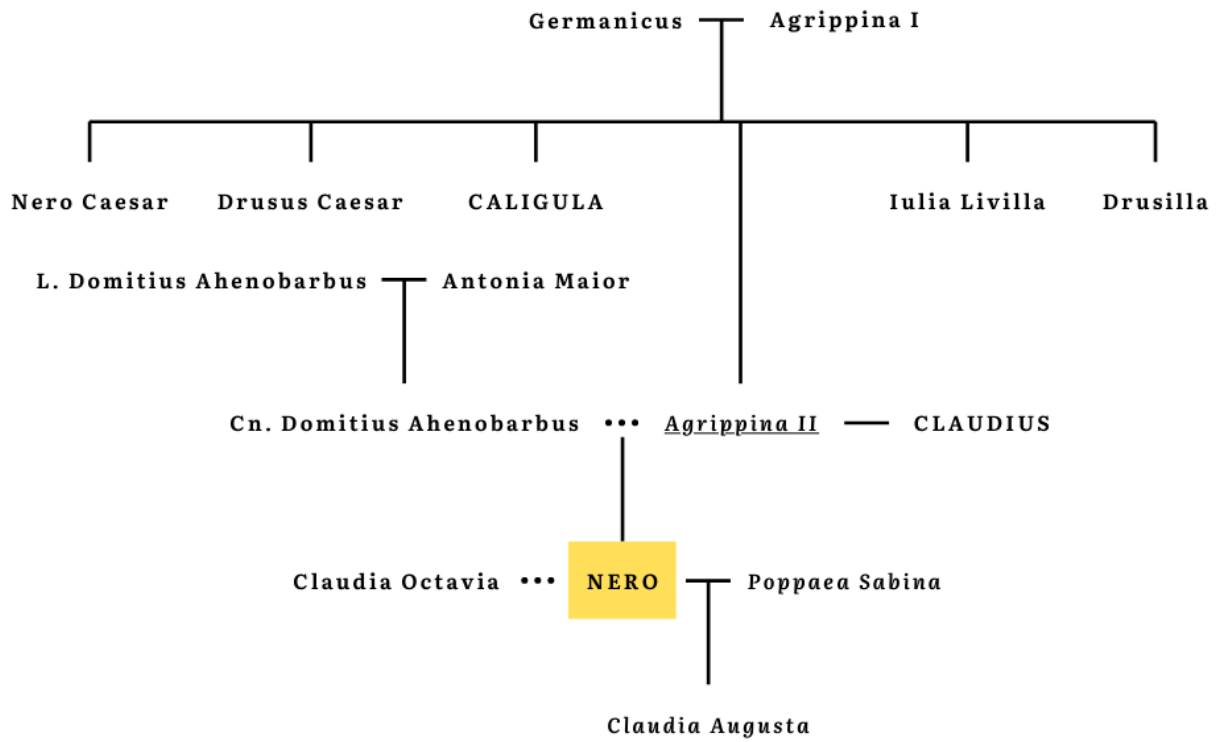 Germanicus Agrippina I
Nero Caesar Drusus Caesar CALIGULA Iulia Livilla Drusilla
L. Domitius Ahenobarbus Antonia Maior
Cn. Domitius Ahenobarbus ••• Agrippina II CLAUDIUS
Claudia Octavia ••• NERO Poppaea Sabina
Claudia Augusta